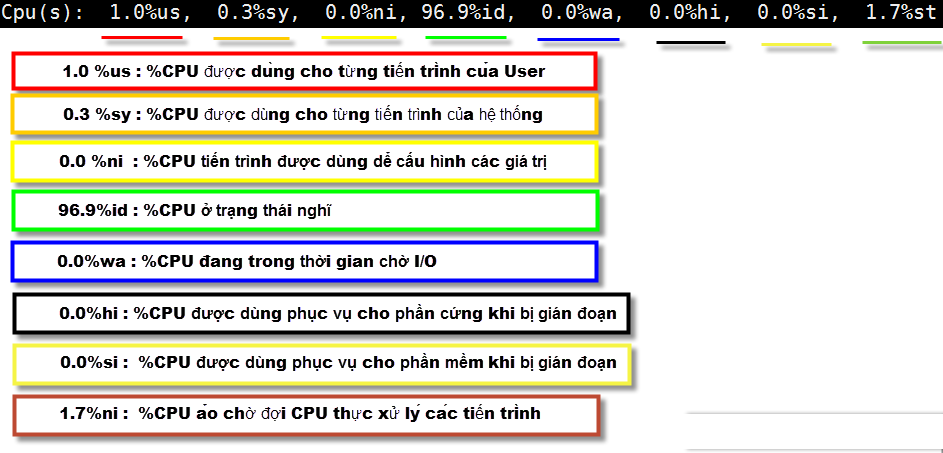 Cpu(s): 1.0%us, 0.3%sy, 0.0%ni, 96.9%id, 0.0%wa, 0.0%hi, 0.0%si, 1.7%st
1.0 %us : %CPU được dùng cho từng tiến trình của User
0.3 %sy : %CPU được dùng cho từng tiến trình của hệ thống
0.0 %ni : %CPU tiến trình được dùng dể cấu hình các giá trị
96.9%id : %CPU ở trạng thái nghĩ
0.0%wa : %CPU đang trong thời gian chờ I/O
0.0%hi : %CPU được dùng phục vụ cho phần cứng khi bị gián đoạn
0.0%si : %CPU được dùng phục vụ cho phần mềm khi bị gián đoạn
1.7%ni : %CPU ảo chờ đợi CPU thực xử lý các tiến trình